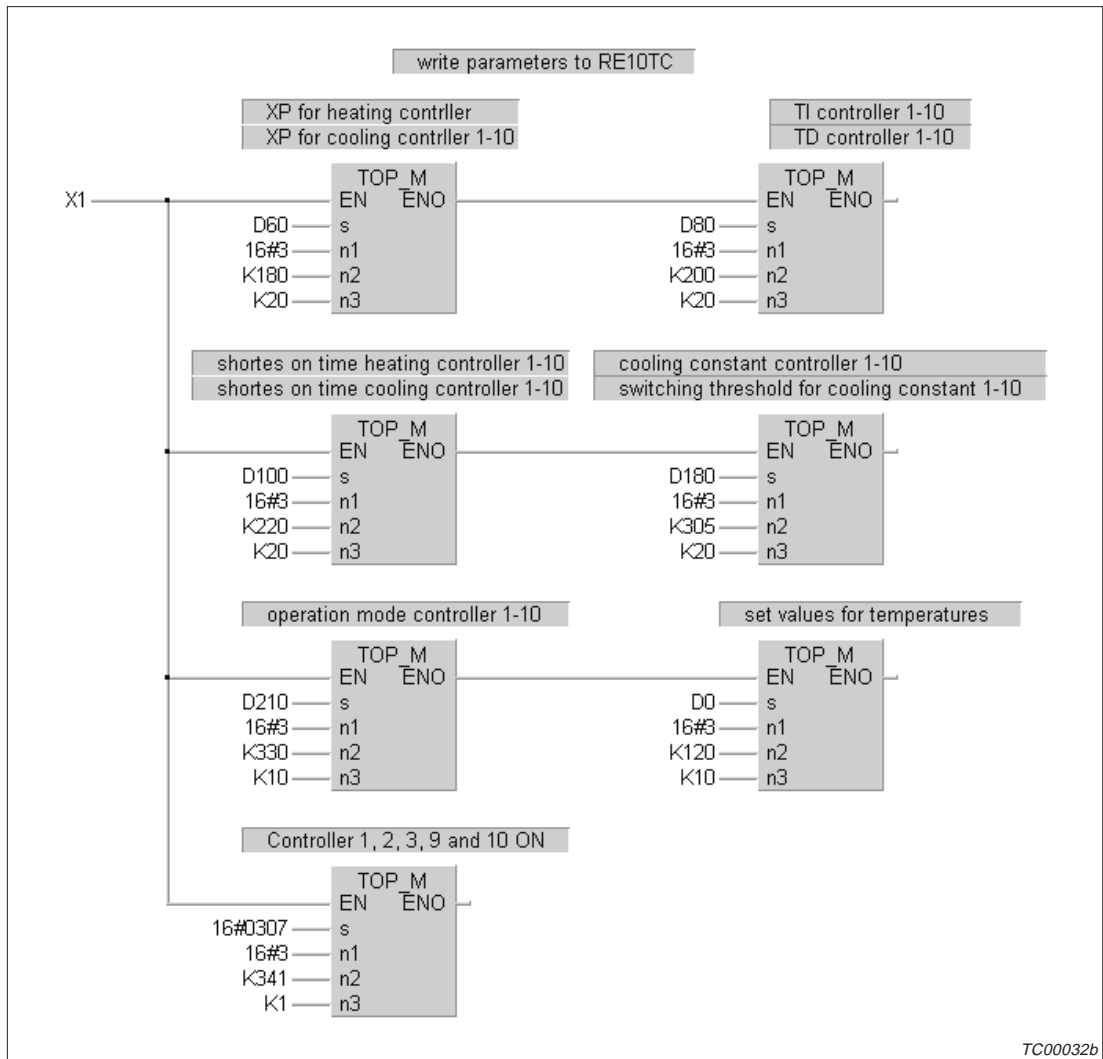 write parameters to RE10TC
XP for heating contrller
XP for cooling contrller 1-10
TI controller 1-10
TD controller 1-10
X1
TOP_M
EN ENO
D60 s
16#3 n1
K180 n2
K20 n3
TOP_M
EN ENO
D80 s
16#3 n1
K200 n2
K20 n3
shortes on time heating controller 1-10
shortes on time cooling controller 1-10
cooling constant controller 1-10
switching threshold for cooling constant 1-10
TOP_M
EN ENO
D100 s
16#3 n1
K220 n2
K20 n3
TOP_M
EN ENO
D180 s
16#3 n1
K305 n2
K20 n3
operation mode controller 1-10
set values for temperatures
TOP_M
EN ENO
D210 s
16#3 n1
K330 n2
K10 n3
TOP_M
EN ENO
D0 s
16#3 n1
K120 n2
K10 n3
Controller 1, 2, 3, 9 and 10 ON
TOP_M
EN ENO
16#0307 s
16#3 n1
K341 n2
K1 n3
TC00032b